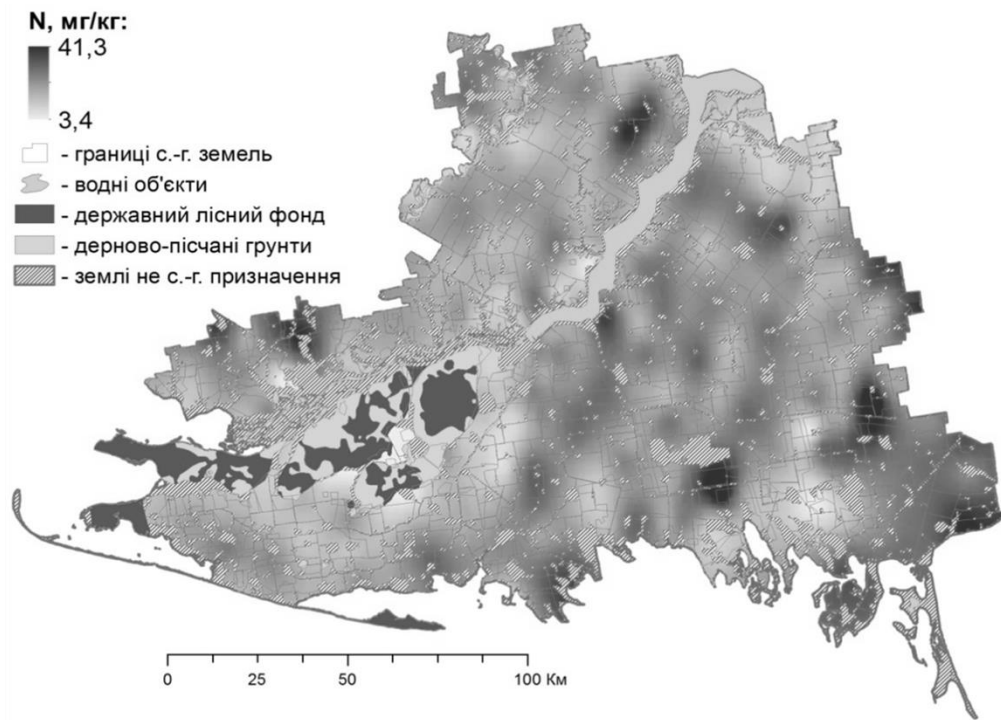 N, мг/кг:
41,3
3,4
- границі с.-г. земель
- водні об'єкти
- державний лісний фонд
- дерново-пісчані грунти
- землі не с.-г. призначення
0 25 50 100 Км